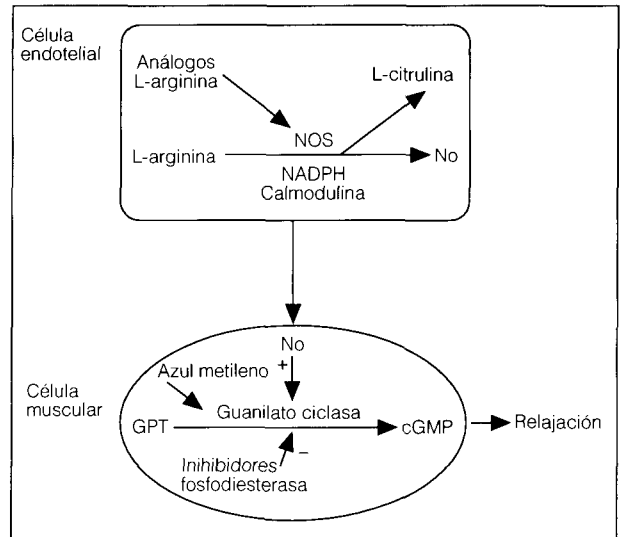 Célula
endotelial
Análogos
L-arginina
L-citrulina
NOS
L-arginina
No
NADPH
Calmodulina
No
Azul metileno +
Célula
muscular
Guanilato ciclasa
GPT
cGMP
Relajación
–
Inihibidores
fosfodiesterasa